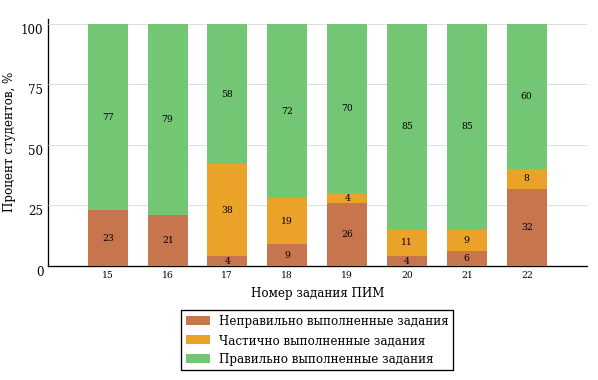 Процент студентов, %
100
75
50
25
0
77 79 58 72 70 85 85 60
38 19 4 11 9 8
23 21 4 9 26 4 6 32
15 16 17 18 19 20 21 22
Номер задания ПИМ
Неправильно выполненные задания
Частично выполненные задания
Правильно выполненные задания